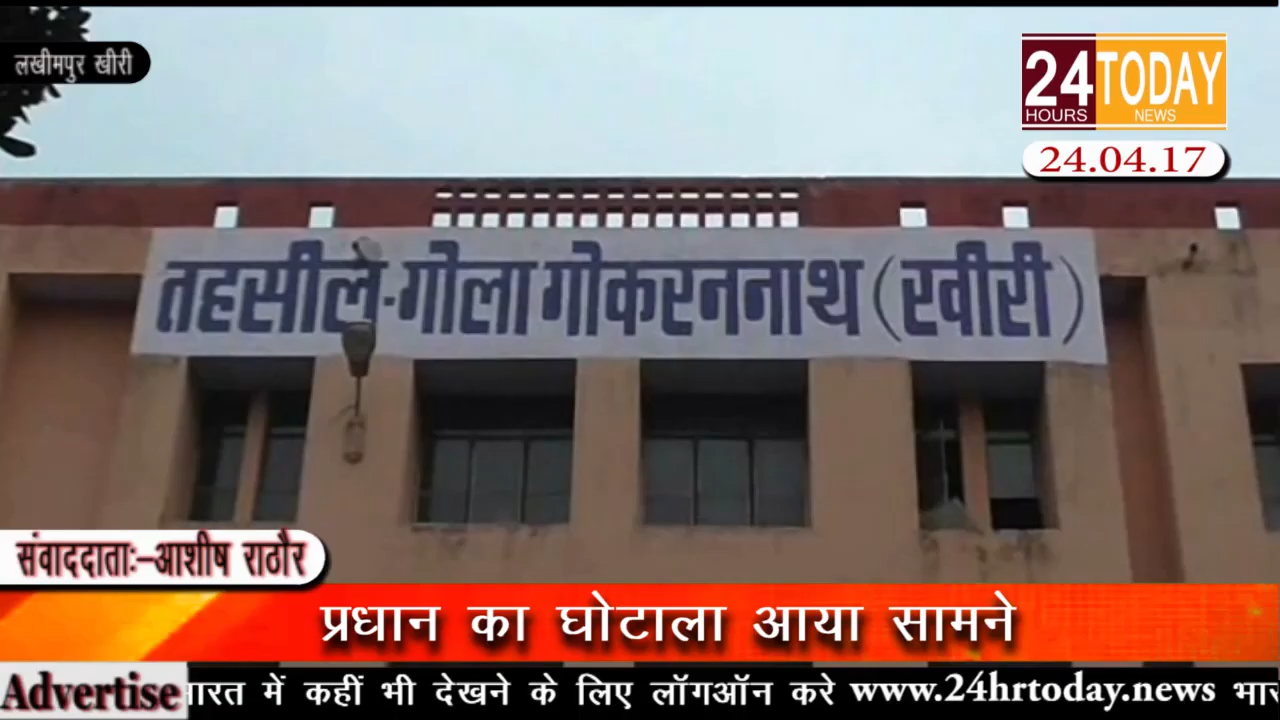 लखीमपुर खीरी
24 TODAY
HOURS NEWS
24.04.17
तहसील-गोला गोकरननाथ (खीरी)
संवाददाताः-आशीष राठौर
प्रधान का घोटाला आया सामने
Advertise
में कहीं भी देखने के लिए लॉगऑन करे www.24hrtoday.news